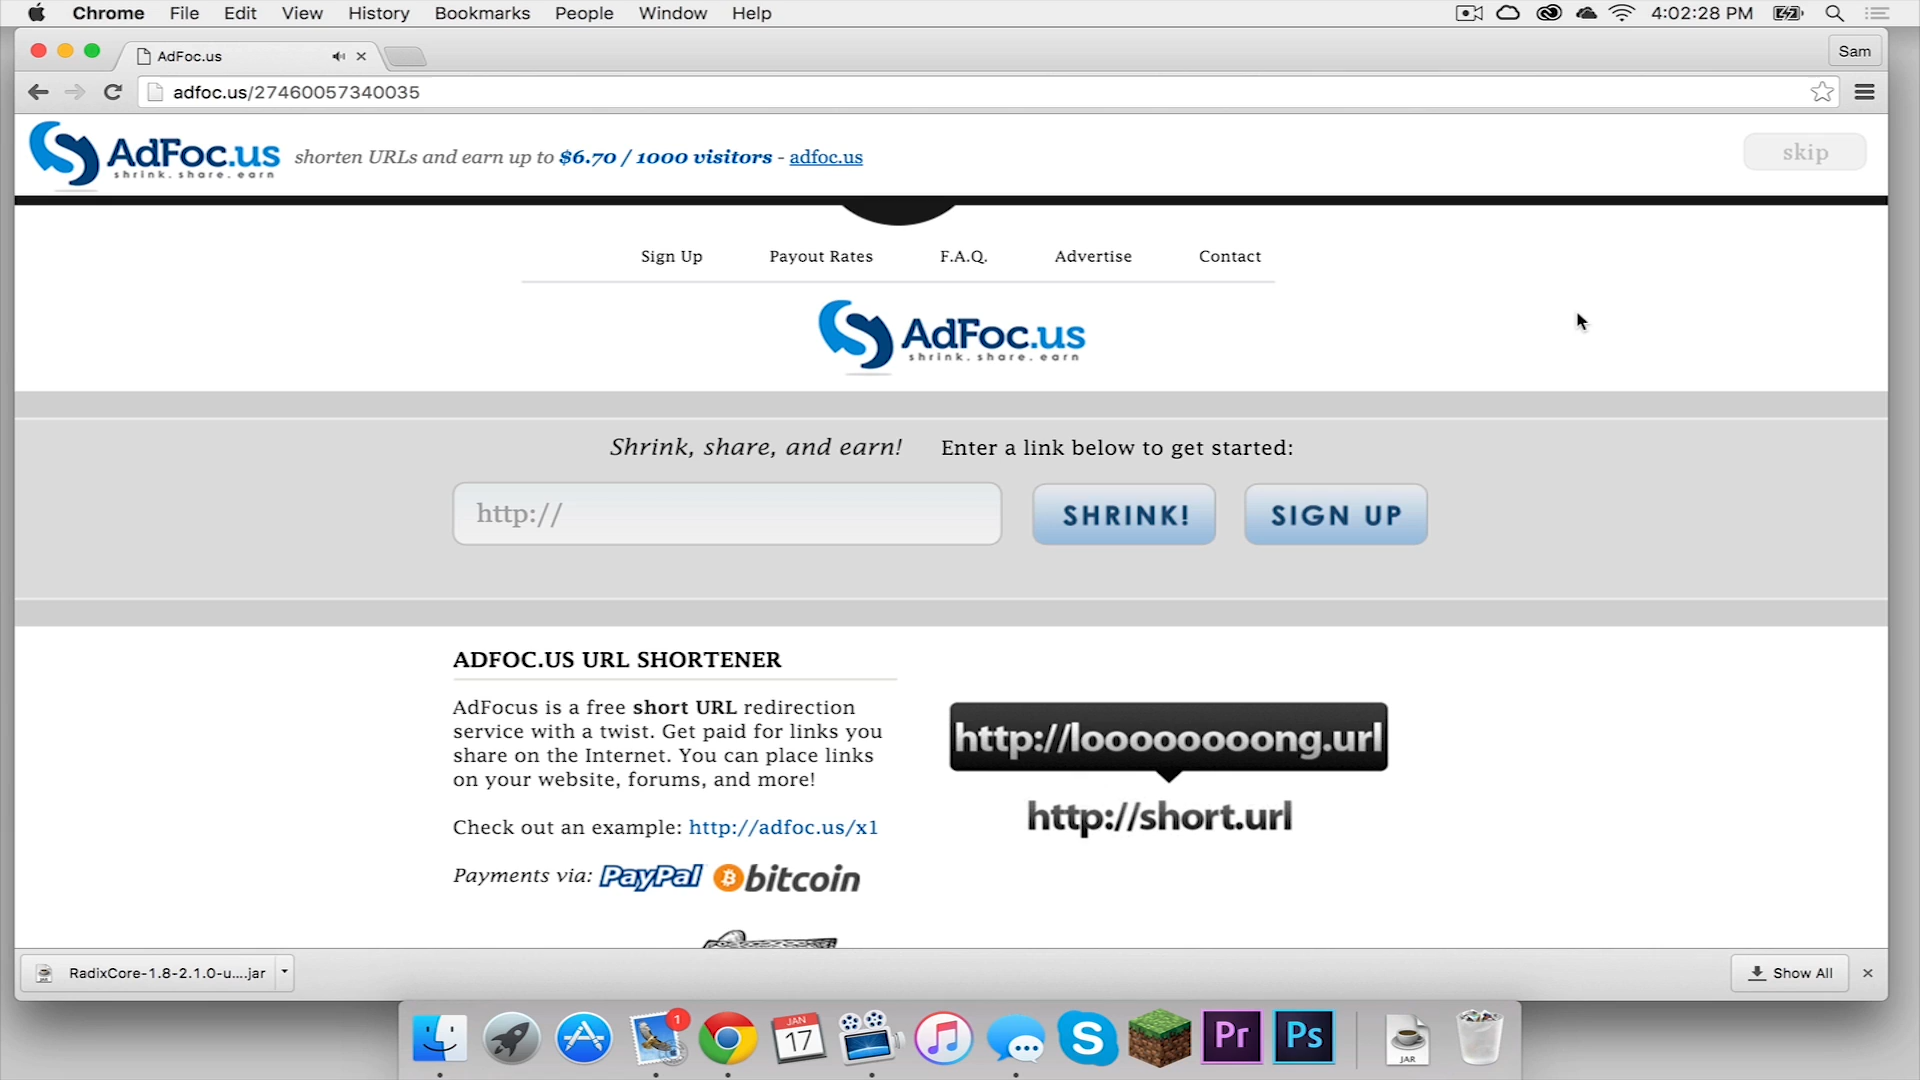 Chrome File Edit View History Bookmarks People Window Help 4:02:28 PM
AdFoc.us Sam
adfoc.us/27460057340035
AdFoc.us shorten URLs and earn up to $6.70 / 1000 visitors - adfoc.us skip
shrink. share. earn
Sign Up Payout Rates F.A.Q. Advertise Contact
AdFoc.us
shrink. share. earn
Shrink, share, and earn! Enter a link below to get started:
http:// SHRINK! SIGN UP
ADFOC.US URL SHORTENER
AdFocus is a free short URL redirection
service with a twist. Get paid for links you
share on the Internet. You can place links
on your website, forums, and more!
http://looooooooong.url
http://short.url
Check out an example: http://adfoc.us/x1
Payments via: PayPal bitcoin
RadixCore-1.8-2.1.0-u....jar Show All
1
JAN
17
Pr Ps
JAR